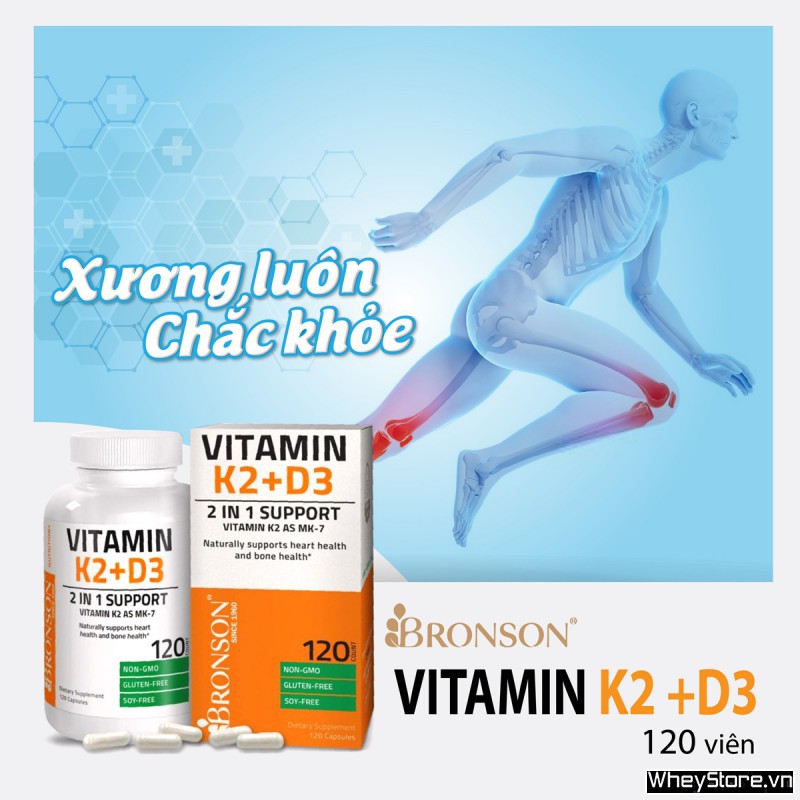 Xương luôn
Chắc khỏe
VITAMIN
K2+D3
2 IN 1 SUPPORT
VITAMIN K2 AS MK-7
Naturally supports heart
health and bone health*
120
COUNT
NON-GMO
GLUTEN-FREE
SOY-FREE
Dietary Supplement
120 Capsules
BRONSON
NUTRITIONALS
VITAMIN
K2+D3
2 IN 1 SUPPORT
VITAMIN K2 AS MK-7
Naturally supports heart health
and bone health*
BRONSON®
SINCE 1960
120
COUNT
NON-GMO
GLUTEN-FREE
SOY-FREE
Dietary Supplement
120 Capsules
BRONSON®
VITAMIN K2 +D3
120 viên
WheyStore.vn